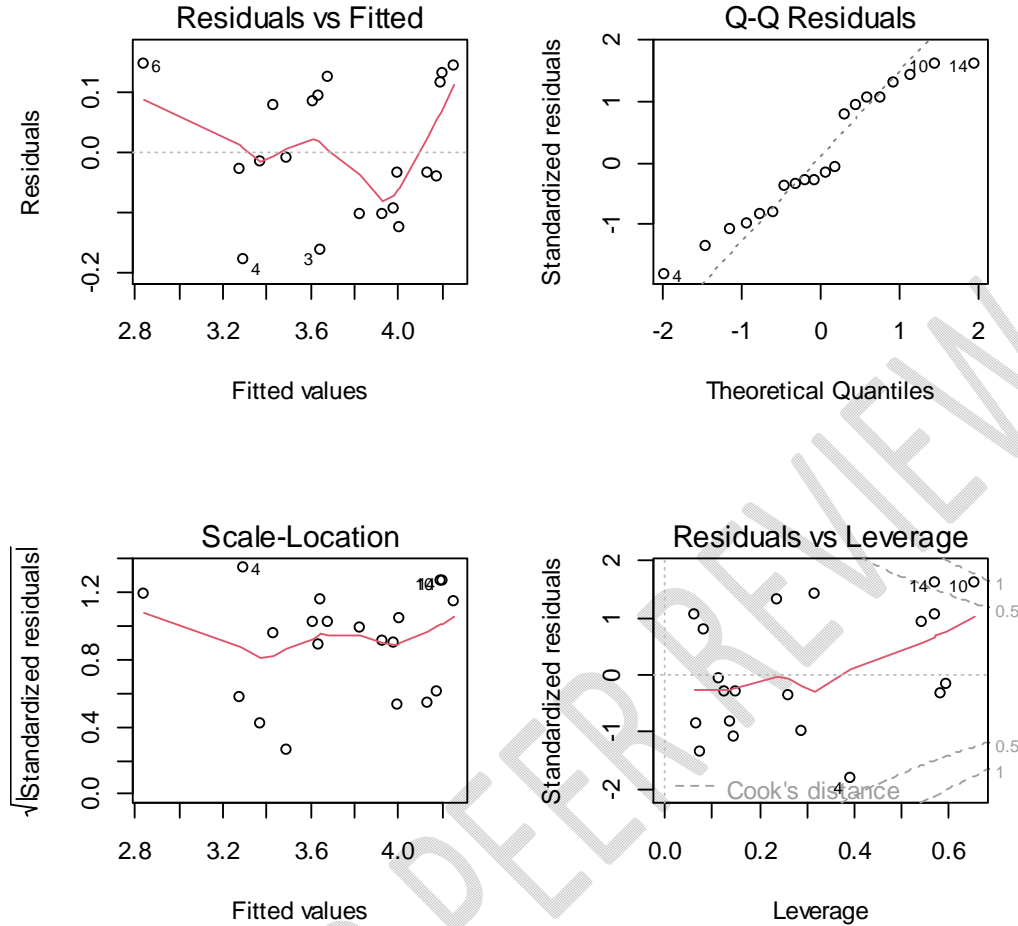 Residuals vs Fitted
Residuals
0.1
0.0
-0.2
6
4
3
2.8 3.2 3.6 4.0
Fitted values
Q-Q Residuals
Standardized residuals
2
1
0
-1
10
14
4
-2 -1 0 1 2
Theoretical Quantiles
Scale-Location
√|Standardized residuals|
1.2
0.8
0.4
0.0
4
2.8 3.2 3.6 4.0
Fitted values
Residuals vs Leverage
Standardized residuals
2
1
0
-1
-2
14
10
4
1
0.5
0.5
1
Cook's distance
0.0 0.2 0.4 0.6
Leverage
PEER REVIEW